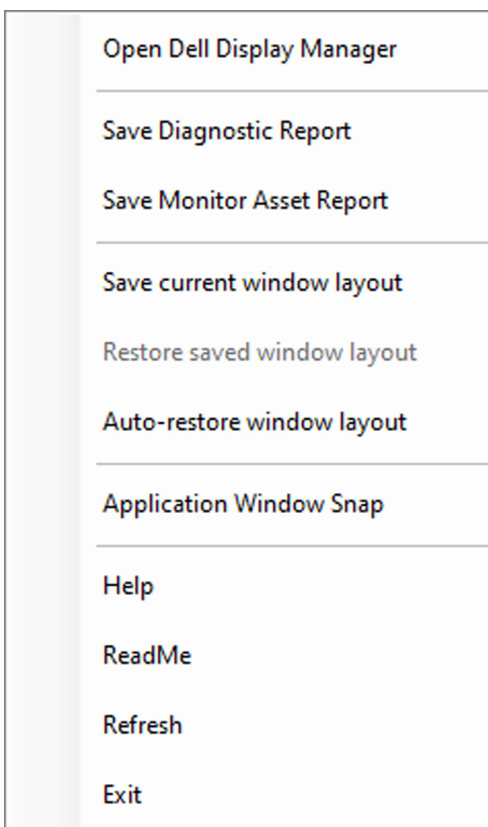 Open Dell Display Manager
Save Diagnostic Report
Save Monitor Asset Report
Save current window layout
Restore saved window layout
Auto-restore window layout
Application Window Snap
Help
ReadMe
Refresh
Exit